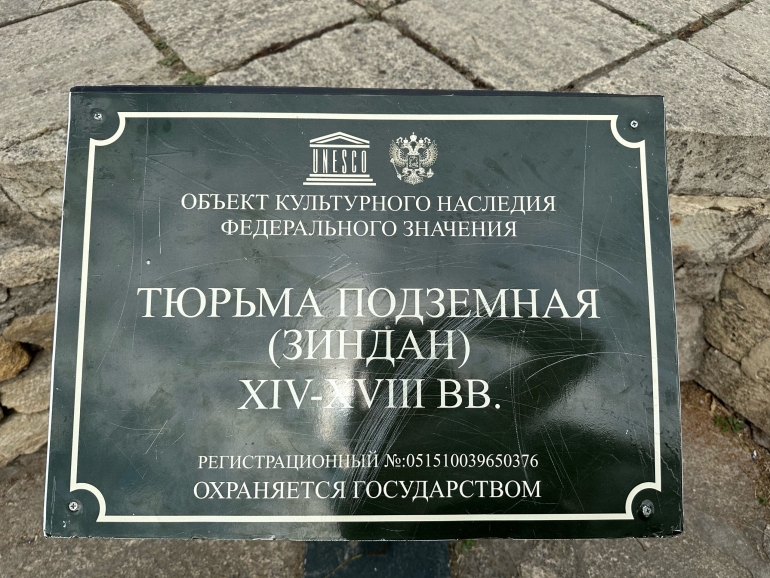 UNESCO
ОБЪЕКТ КУЛЬТУРНОГО НАСЛЕДИЯ
ФЕДЕРАЛЬНОГО ЗНАЧЕНИЯ
ТЮРЬМА ПОДЗЕМНАЯ
(ЗИНДАН)
XIV-XVIII ВВ.
РЕГИСТРАЦИОННЫЙ №:051510039650376
ОХРАНЯЕТСЯ ГОСУДАРСТВОМ